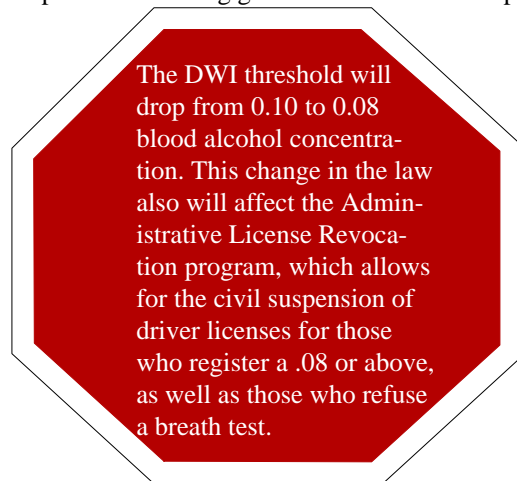 The DWI threshold will
drop from 0.10 to 0.08
blood alcohol concentra-
tion. This change in the law
also will affect the Admin-
istrative License Revoca-
tion program, which allows
for the civil suspension of
driver licenses for those
who register a .08 or above,
as well as those who refuse
a breath test.